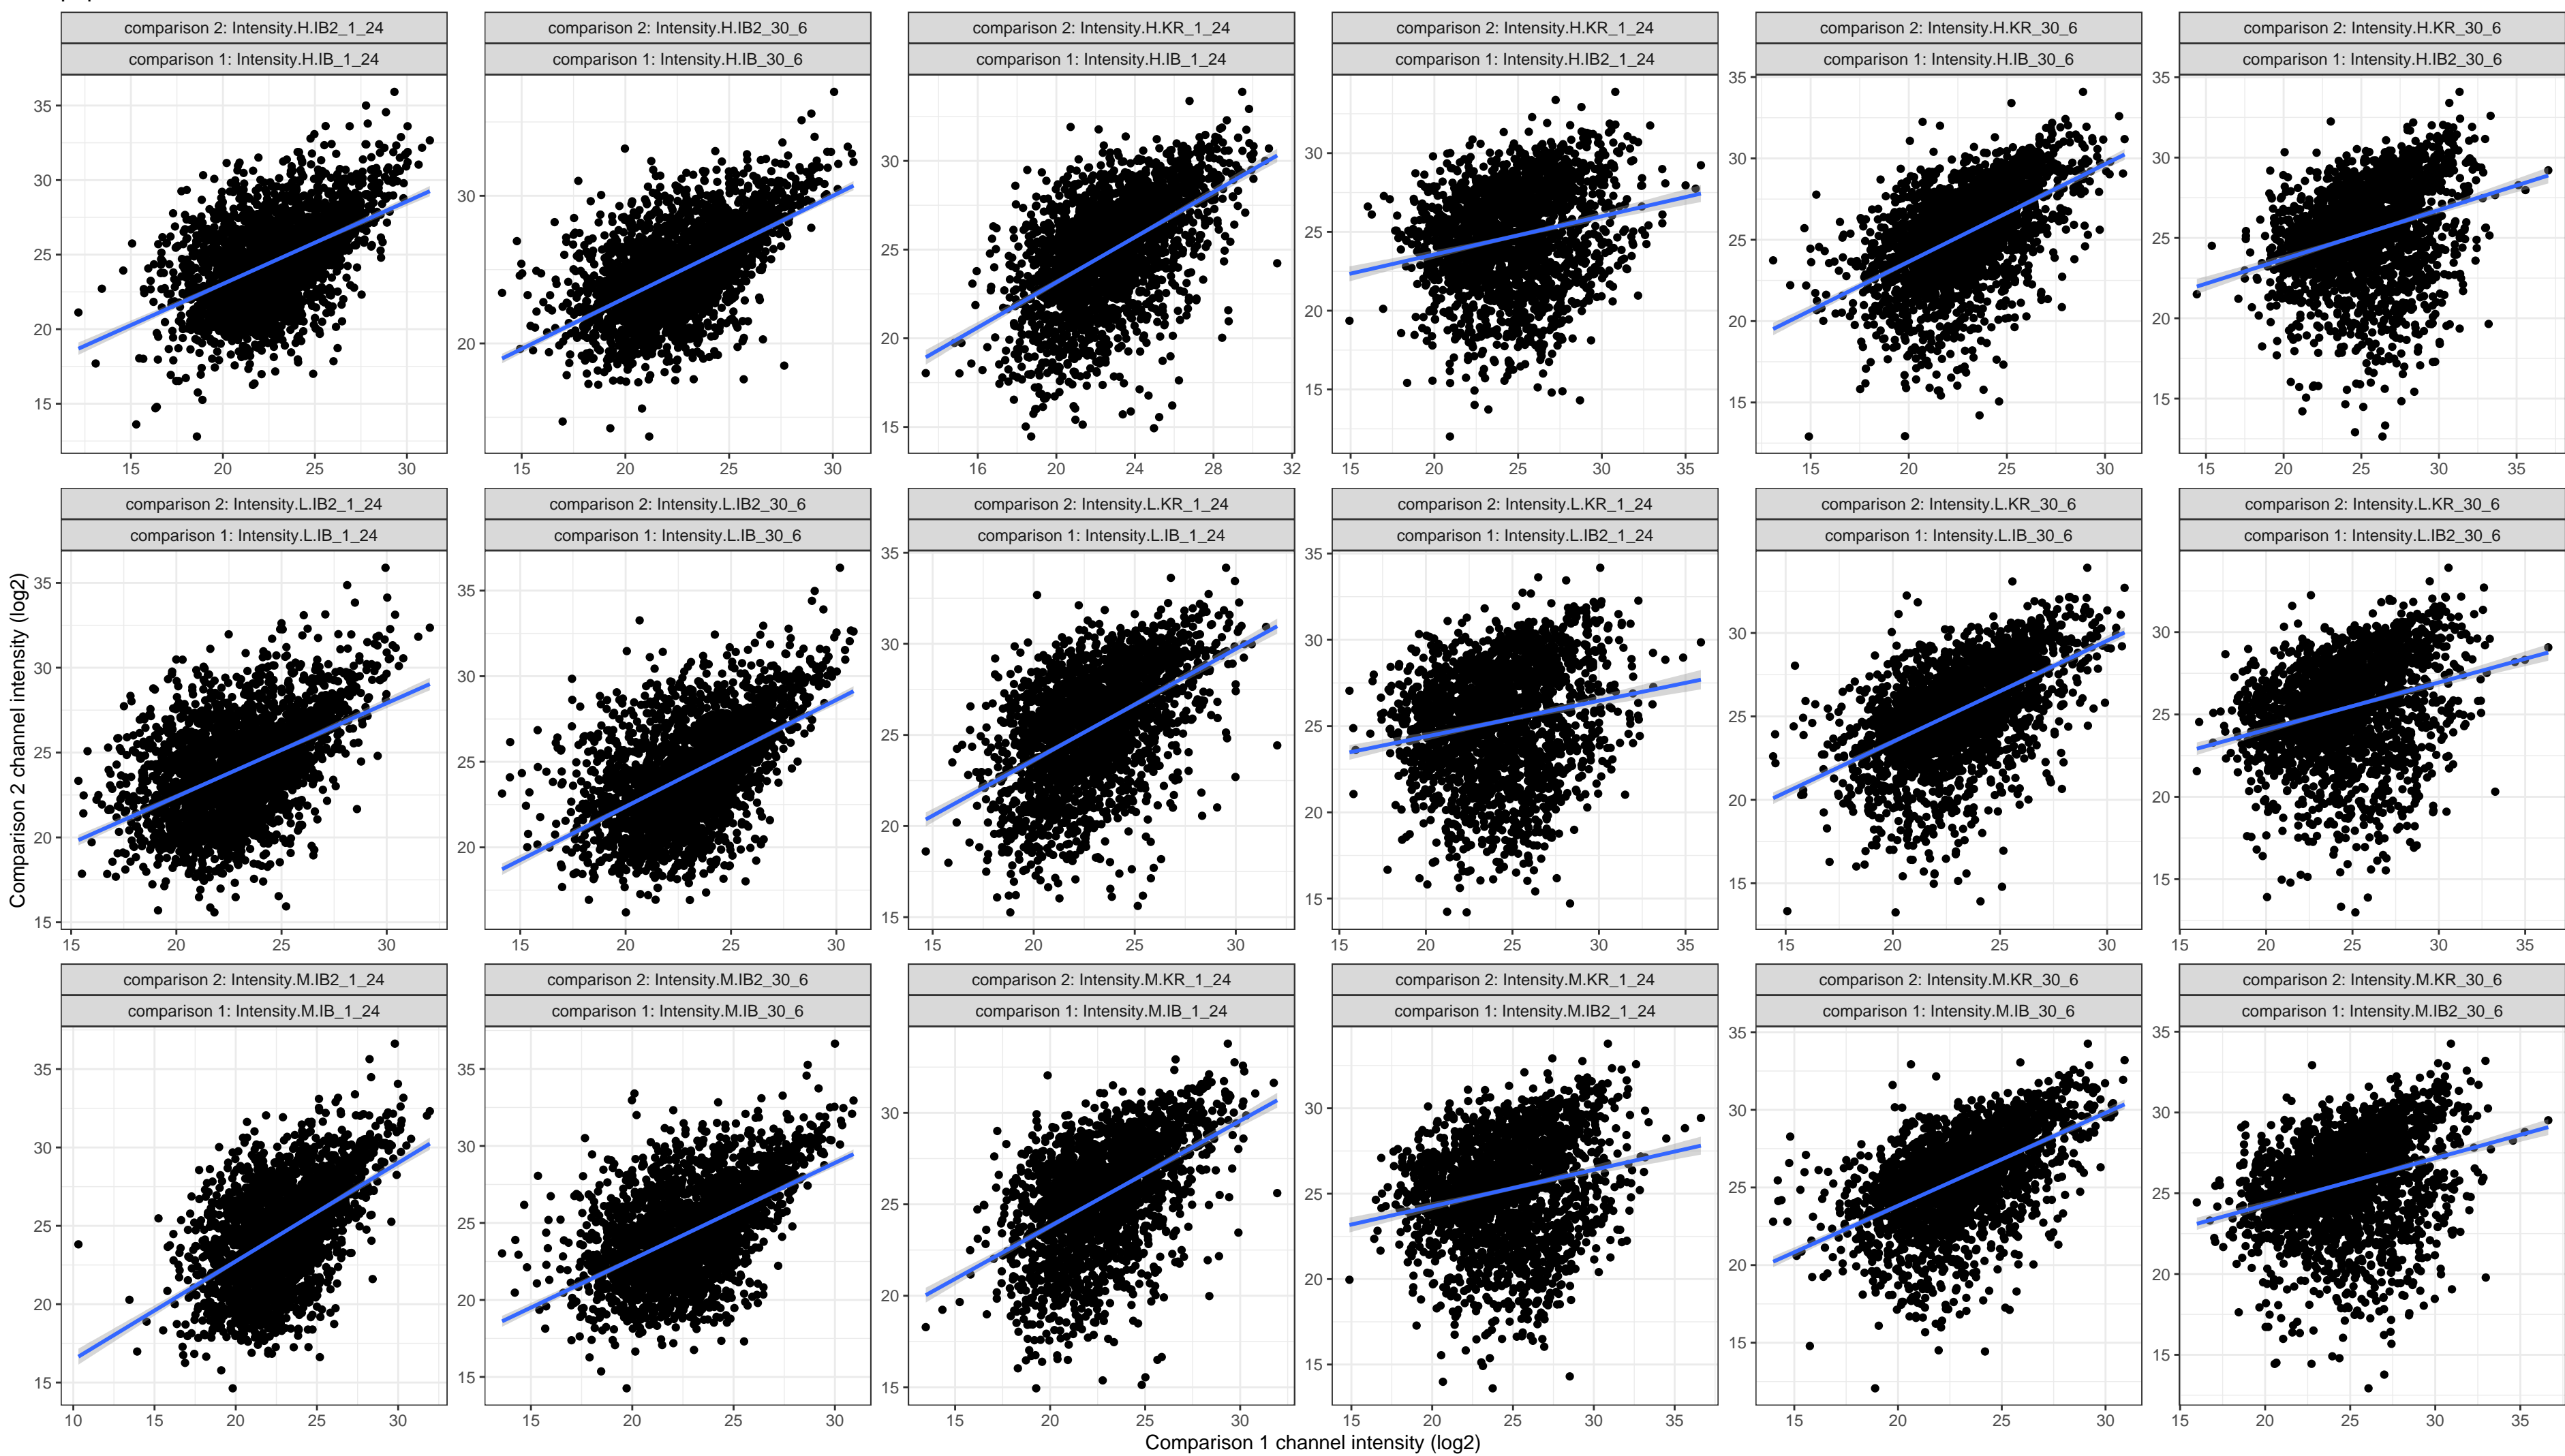 comparison 2: Intensity.H.IB2_1_24
comparison 1: Intensity.H.IB_1_24
35
30
25
20
15
15 20 25 30
comparison 2: Intensity.H.IB2_30_6
comparison 1: Intensity.H.IB_30_6
30
20
15 20 25 30
comparison 2: Intensity.H.KR_1_24
comparison 1: Intensity.H.IB_1_24
30
25
20
15
16 20 24 28 32
comparison 2: Intensity.H.KR_1_24
comparison 1: Intensity.H.IB2_1_24
30
25
20
15
15 20 25 30 35
comparison 2: Intensity.H.KR_30_6
comparison 1: Intensity.H.IB_30_6
35
30
25
20
15
15 20 25 30
comparison 2: Intensity.H.KR_30_6
comparison 1: Intensity.H.IB2_30_6
35
30
25
20
15
15 20 25 30 35
Comparison 2 channel intensity (log2)
comparison 2: Intensity.L.IB2_1_24
comparison 1: Intensity.L.IB_1_24
35
30
25
20
15
15 20 25 30
comparison 2: Intensity.L.IB2_30_6
comparison 1: Intensity.L.IB_30_6
35
30
25
20
15 20 25 30
comparison 2: Intensity.L.KR_1_24
comparison 1: Intensity.L.IB_1_24
35
30
25
20
15
15 20 25 30
comparison 2: Intensity.L.KR_1_24
comparison 1: Intensity.L.IB2_1_24
35
30
25
20
15
15 20 25 30 35
comparison 2: Intensity.L.KR_30_6
comparison 1: Intensity.L.IB_30_6
30
25
20
15
15 20 25 30
comparison 2: Intensity.L.KR_30_6
comparison 1: Intensity.L.IB2_30_6
30
25
20
15
15 20 25 30 35
comparison 2: Intensity.M.IB2_1_24
comparison 1: Intensity.M.IB_1_24
35
30
25
20
15
10 15 20 25 30
comparison 2: Intensity.M.IB2_30_6
comparison 1: Intensity.M.IB_30_6
35
30
25
20
15
15 20 25 30
comparison 2: Intensity.M.KR_1_24
comparison 1: Intensity.M.IB_1_24
30
25
20
15
15 20 25 30
comparison 2: Intensity.M.KR_1_24
comparison 1: Intensity.M.IB2_1_24
30
25
20
15
15 20 25 30 35
comparison 2: Intensity.M.KR_30_6
comparison 1: Intensity.M.IB_30_6
35
30
25
20
15
15 20 25 30
comparison 2: Intensity.M.KR_30_6
comparison 1: Intensity.M.IB2_30_6
35
30
25
20
15
15 20 25 30 35
Comparison 1 channel intensity (log2)